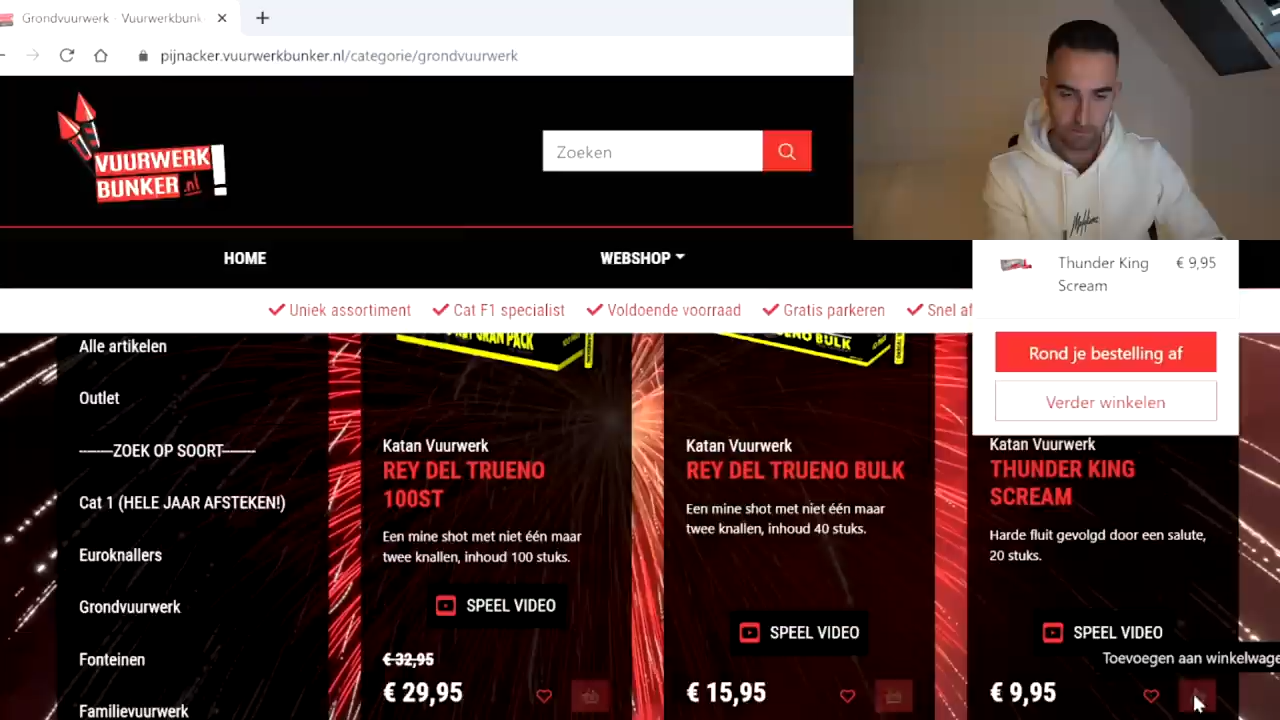 Grondvuurwerk - Vuurwerkbunk
pijnacker.vuurwerkbunker.nl/categorie/grondvuurwerk
VUURWERK
BUNKER.nl!
Zoeken
HOME
WEBSHOP
Uniek assortiment
Cat F1 specialist
Voldoende voorraad
Gratis parkeren
Snel af
Thunder King
Scream
€ 9,95
Rond je bestelling af
Verder winkelen
Alle artikelen
Outlet
-------ZOEK OP SOORT-------
Cat 1 (HELE JAAR AFSTEKEN!)
Euroknallers
Grondvuurwerk
Fonteinen
Familievuurwerk
Katan Vuurwerk
REY DEL TRUENO
100ST
Een mine shot met niet één maar
twee knallen, inhoud 100 stuks.
SPEEL VIDEO
€ 32,95
€ 29,95
BULK
Katan Vuurwerk
REY DEL TRUENO BULK
Een mine shot met niet één maar
twee knallen, inhoud 40 stuks.
SPEEL VIDEO
€ 15,95
Katan Vuurwerk
THUNDER KING
SCREAM
Harde fluit gevolgd door een salute,
20 stuks.
SPEEL VIDEO
Toevoegen aan winkelwage
€ 9,95